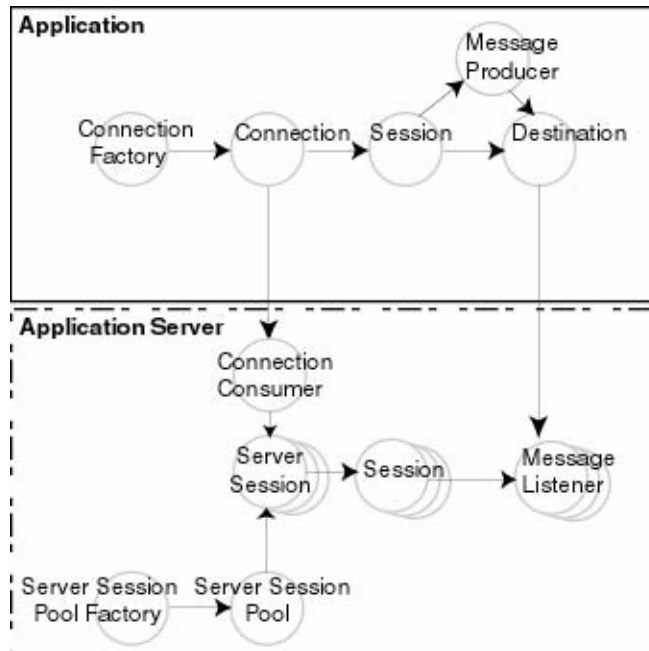 Application
Message
Producer
Connection
Factory
Connection
Session
Destination
Application Server
Connection
Consumer
Server
Session
Session
Message
Listener
Server Session
Pool Factory
Server Session
Pool